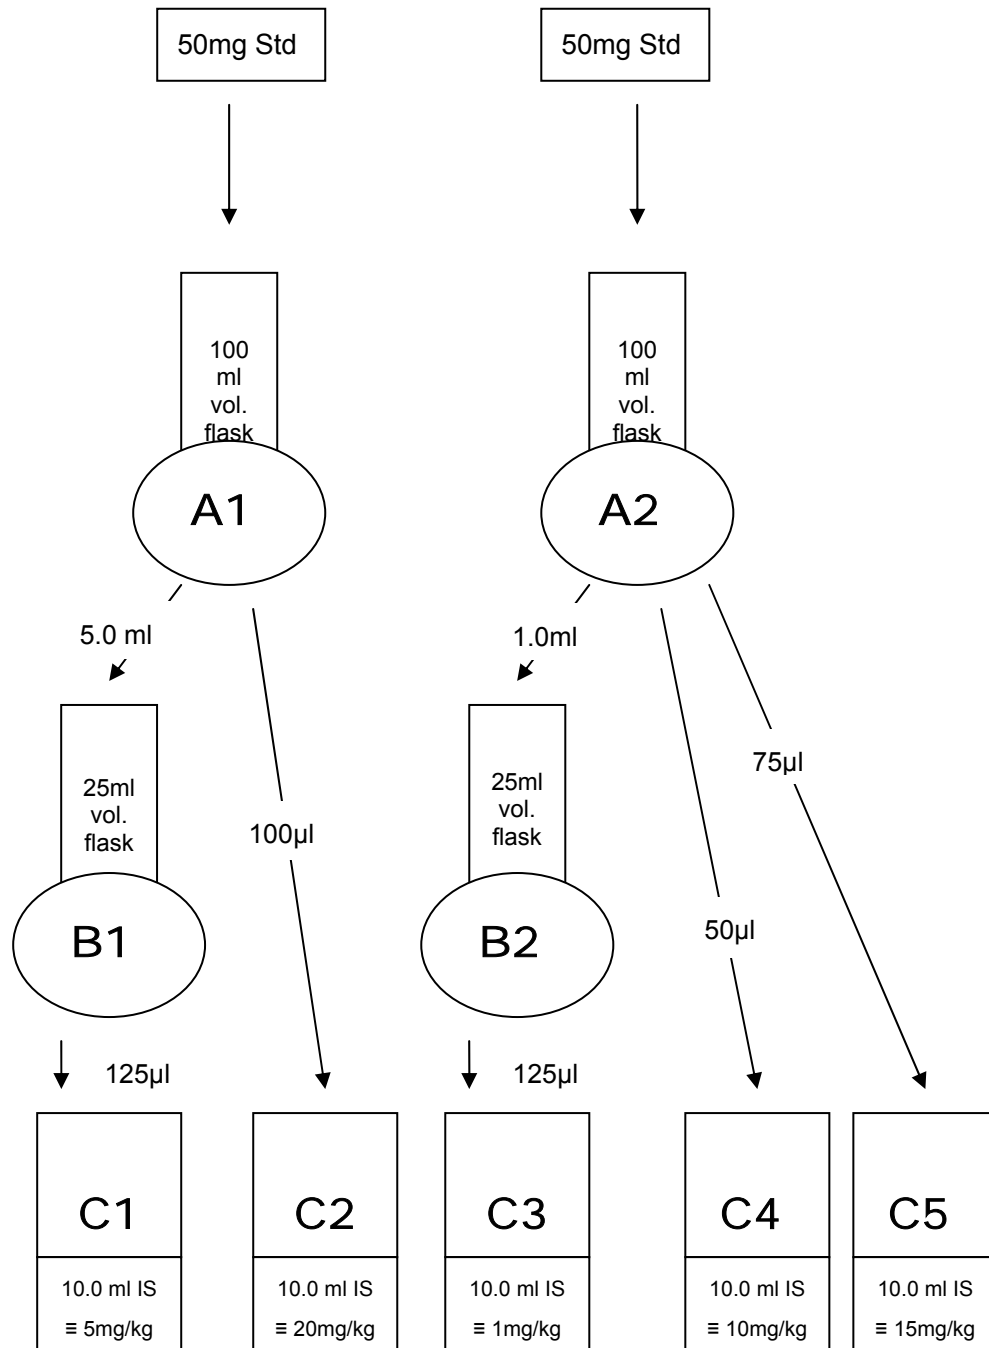 50mg Std
50mg Std
100
ml
vol.
flask
100
ml
vol.
flask
A1
A2
5.0 ml
1.0ml
25ml
vol.
flask
100µl
25ml
vol.
flask
75µl
50µl
B1
B2
125µl
125µl
C1
C2
C3
C4
C5
10.0 ml IS
≡ 5mg/kg
10.0 ml IS
≡ 20mg/kg
10.0 ml IS
≡ 1mg/kg
10.0 ml IS
≡ 10mg/kg
10.0 ml IS
≡ 15mg/kg